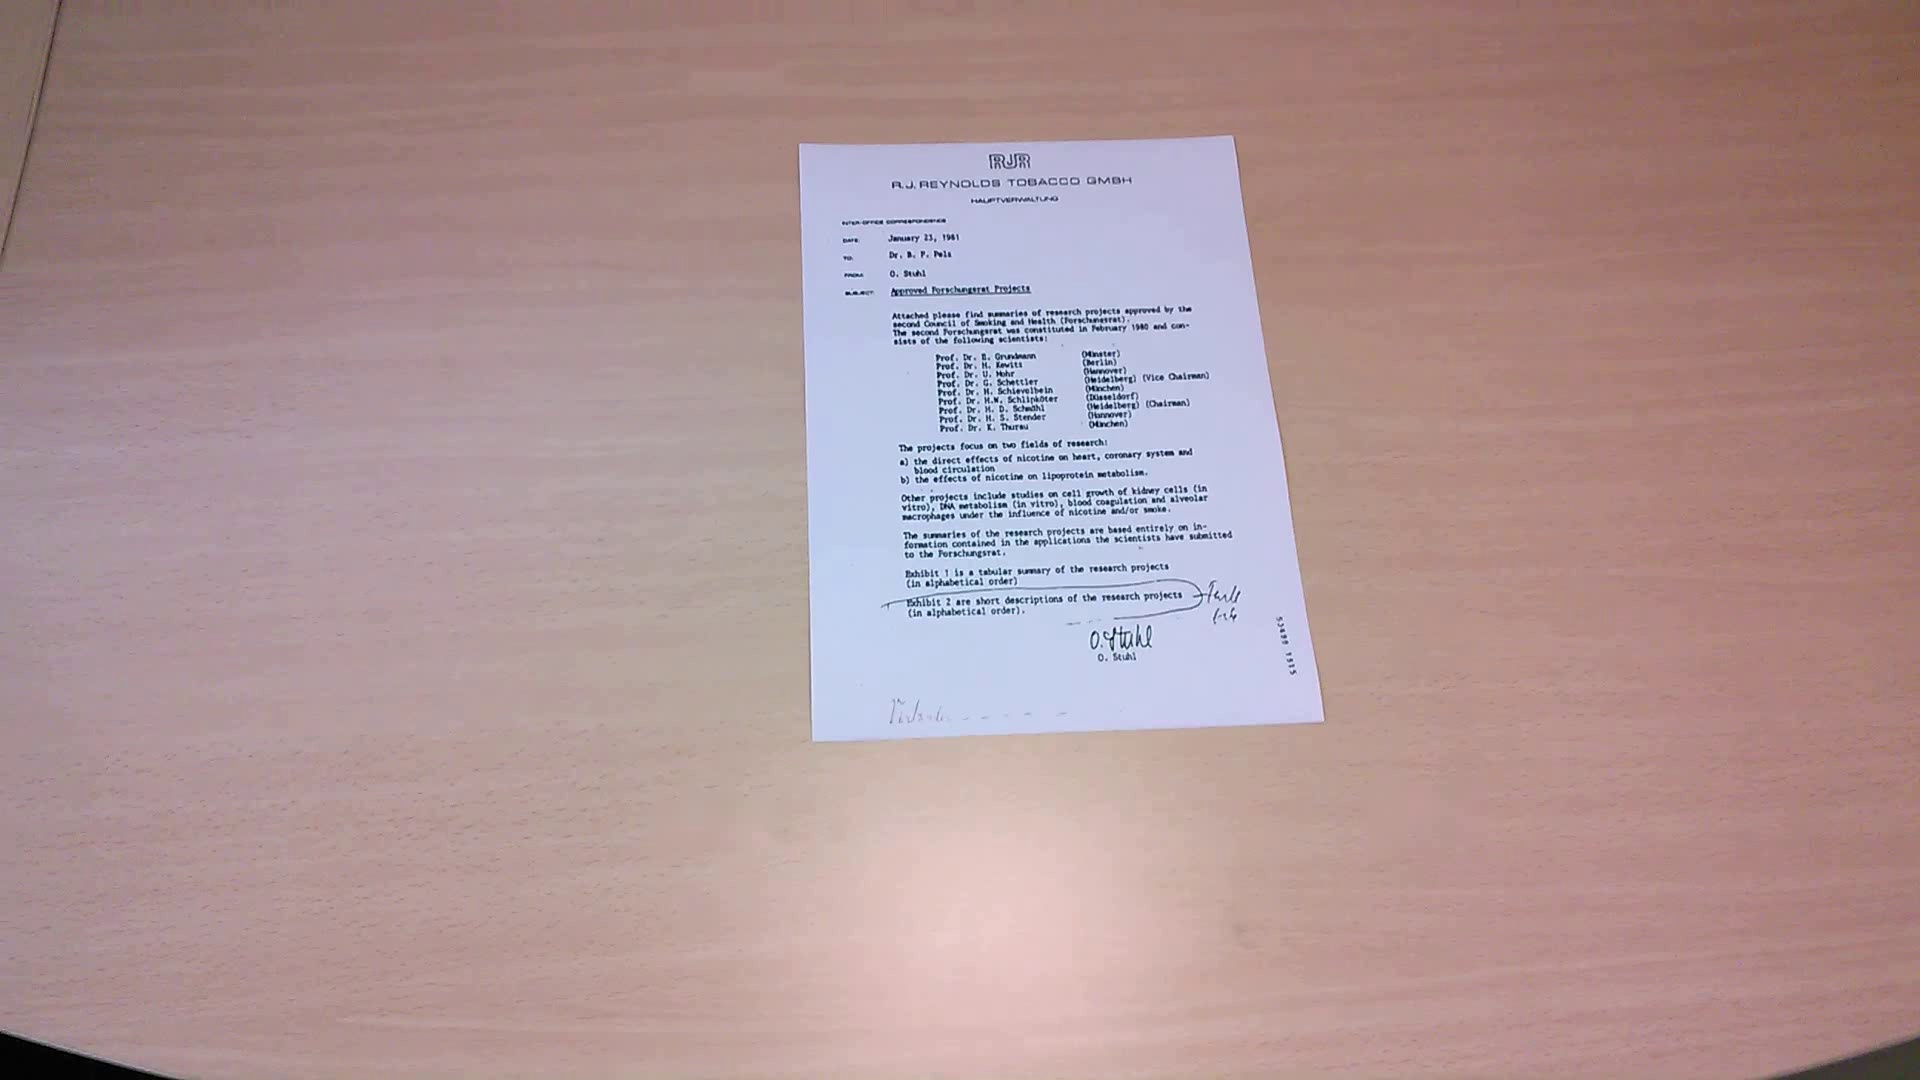 RJR
R.J. REYNOLDS TOBACCO GMBH
HAUPTVERWALTUNG
INTER-OFFICE CORRESPONDENCE
DATE: January 23, 1981
TO: Dr. B. F. Pels
FROM: O. Stuhl
SUBJECT: Approved Forschungsrat Projects
Attached please find summaries of research projects approved by the
second Council of Smoking and Health (Forschungsrat).
The second Forschungsrat was constituted in February 1980 and con-
sists of the following scientists:
Prof. Dr. E. Grundmann (Münster)
Prof. Dr. H. Kewitz (Berlin)
Prof. Dr. U. Mohr (Hannover)
Prof. Dr. G. Schettler (Heidelberg) (Vice Chairman)
Prof. Dr. H. Schievelbein (München)
Prof. Dr. H.W. Schlipköter (Düsseldorf)
Prof. Dr. H. D. Schmähl (Heidelberg) (Chairman)
Prof. Dr. H. S. Stender (Hannover)
Prof. Dr. K. Thurau (München)
The projects focus on two fields of research:
a) the direct effects of nicotine on heart, coronary system and
blood circulation
b) the effects of nicotine on lipoprotein metabolism.
Other projects include studies on cell growth of kidney cells (in
vitro), DNA metabolism (in vitro), blood coagulation and alveolar
macrophages under the influence of nicotine and/or smoke.
The summaries of the research projects are based entirely on in-
formation contained in the applications the scientists have submitted
to the Forschungsrat.
Exhibit 1 is a tabular summary of the research projects
(in alphabetical order)
Exhibit 2 are short descriptions of the research projects
(in alphabetical order).
O. Stuhl
O. Stuhl